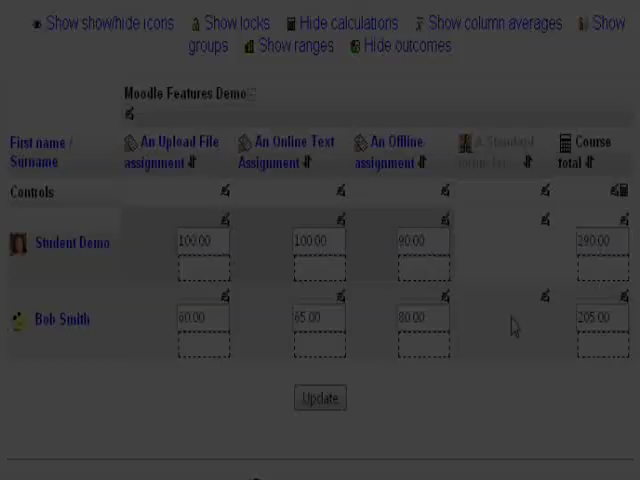 Show show/hide icons Show locks Hide calculations Show column averages Show
groups Show ranges Hide outcomes
Moodle Features Demo
First name / Surname An Upload File assignment An Online Text Assignment An Offline assignment A Standard Course total
Controls
Student Demo 100.00 100.00 90.00 290.00
Bob Smith 60.00 65.00 80.00 205.00
Update